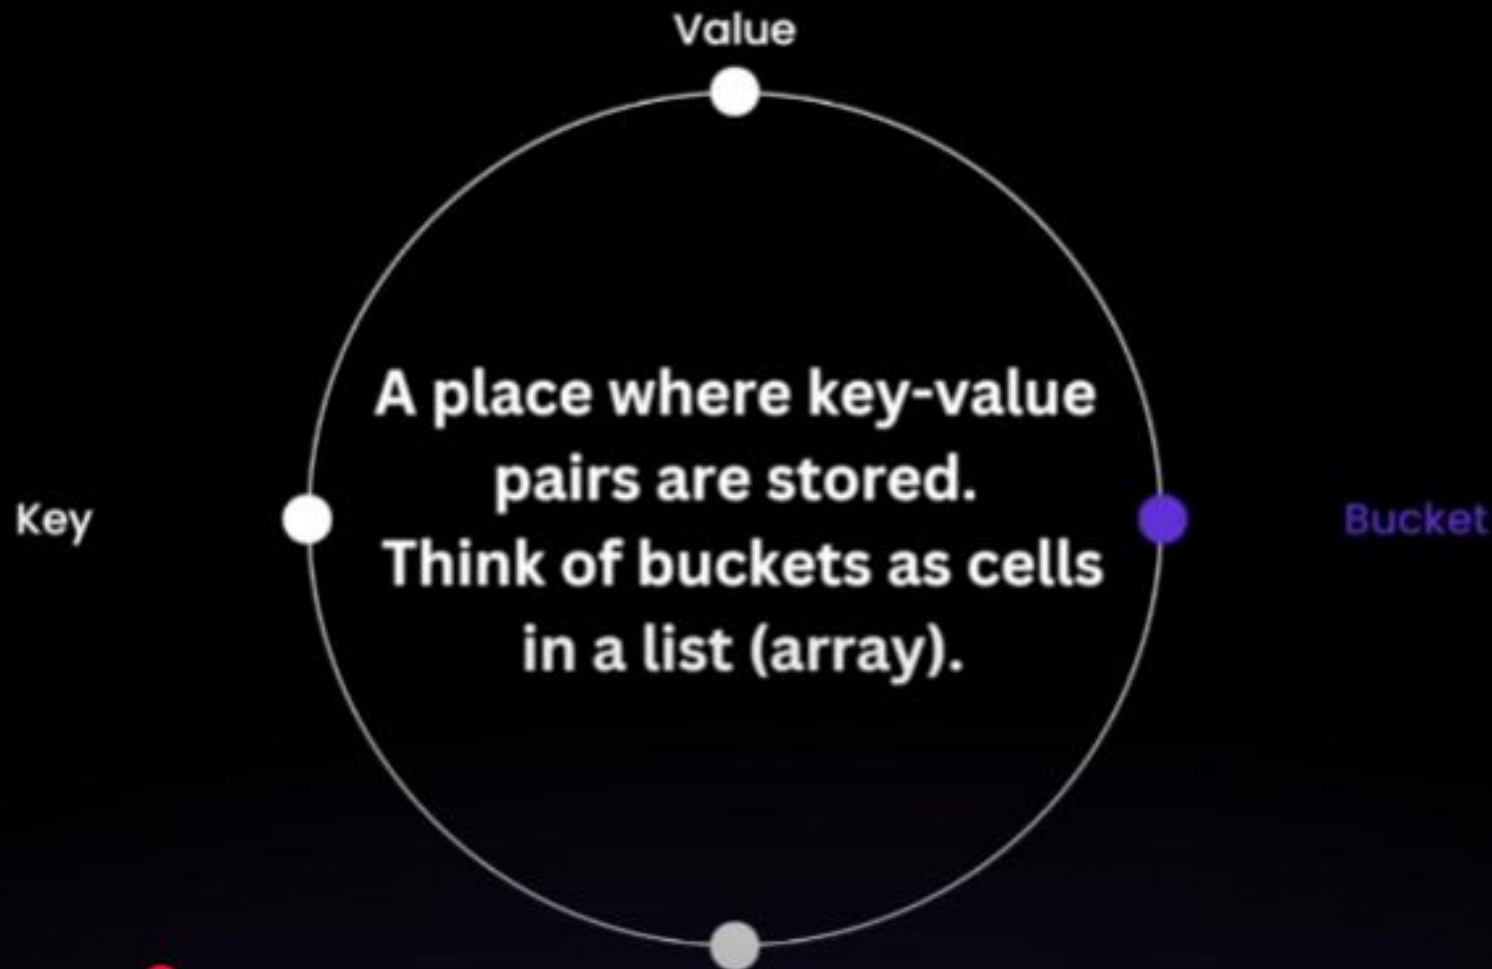 Value
A place where key-value
pairs are stored.
Think of buckets as cells
in a list (array).
Key
Bucket